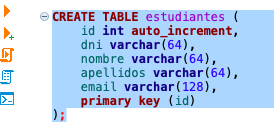 CREATE TABLE estudiantes (
id int auto_increment,
dni varchar(64),
nombre varchar(64),
apellidos varchar(64),
email varchar(128),
primary key (id)
);